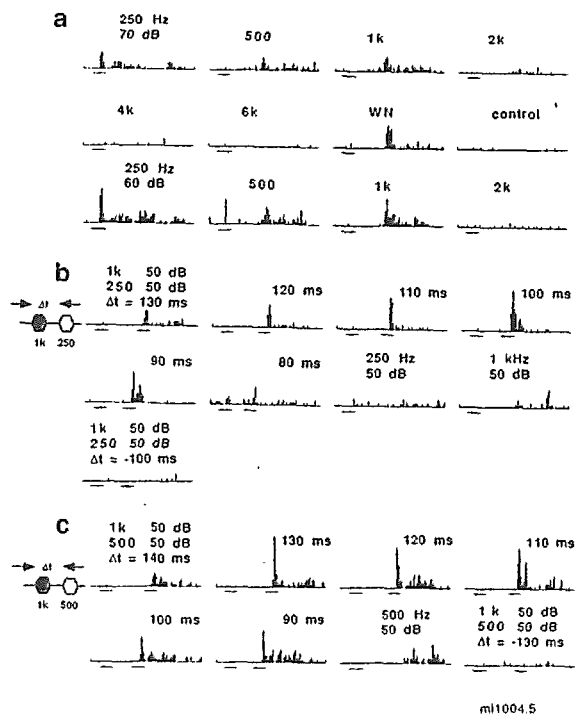 a
250 Hz
70 dB
500
1k
2k
4k
6k
WN
control
250 Hz
60 dB
500
1k
2k
b
1k 50 dB
250 50 dB
Δt = 130 ms
120 ms
110 ms
100 ms
Δt
1k
250
90 ms
80 ms
250 Hz
50 dB
1 kHz
50 dB
1k 50 dB
250 50 dB
Δt = -100 ms
c
1k 50 dB
500 50 dB
Δt = 140 ms
130 ms
120 ms
110 ms
Δt
1k
500
100 ms
90 ms
500 Hz
50 dB
1 k 50 dB
500 50 dB
Δt = -130 ms
ml1004.5